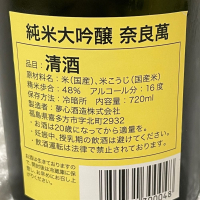 純米大吟醸 奈良萬
品目：清酒
原材料名：米(国産)、米こうじ(国産米)
精米歩合：48% アルコール分：16度
保存方法：冷暗所 内容量：720ml
製造者：夢心酒造株式会社
福島県喜多方市字北町2932
お酒は20歳になってから適量を。
妊娠中、授乳期の飲酒は避けてください。
飲酒運転は法律で禁止されています。